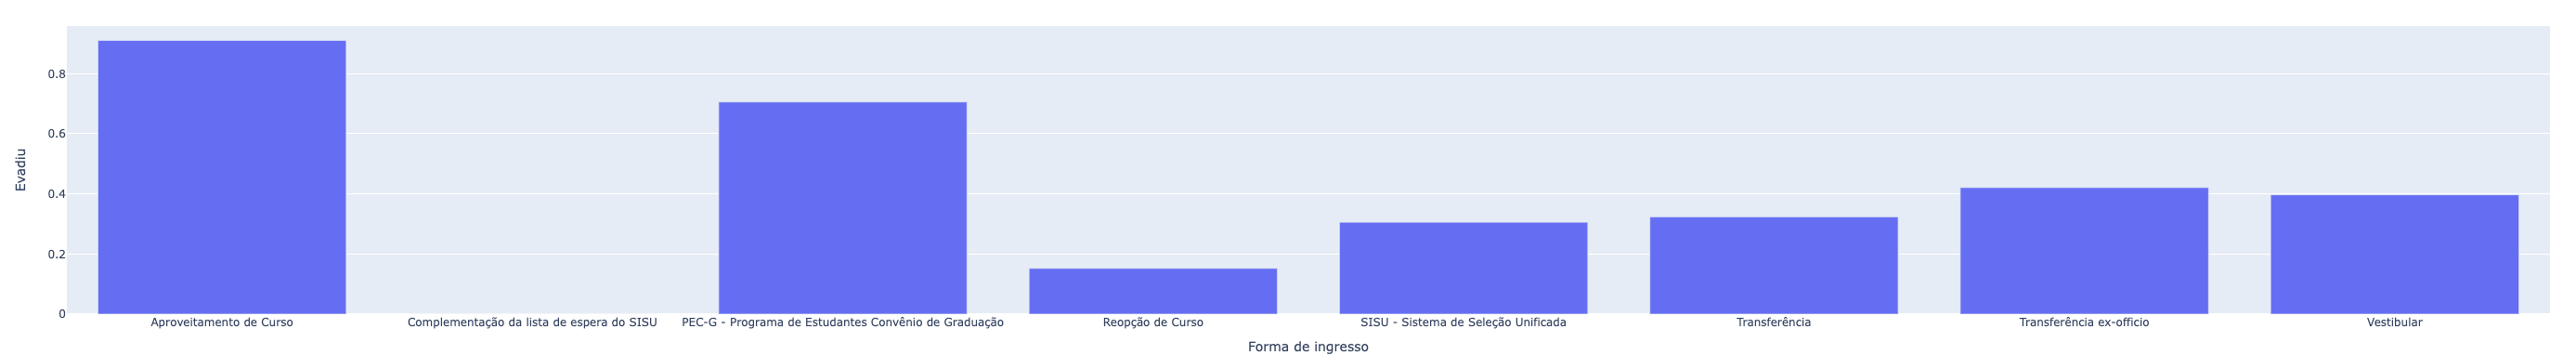 Evadiu
0.8
0.6
0.4
0.2
0
Aproveitamento de Curso
Complementação da lista de espera do SISU
PEC-G - Programa de Estudantes Convênio de Graduação
Reopção de Curso
SISU - Sistema de Seleção Unificada
Transferência
Transferência ex-officio
Vestibular
Forma de ingresso